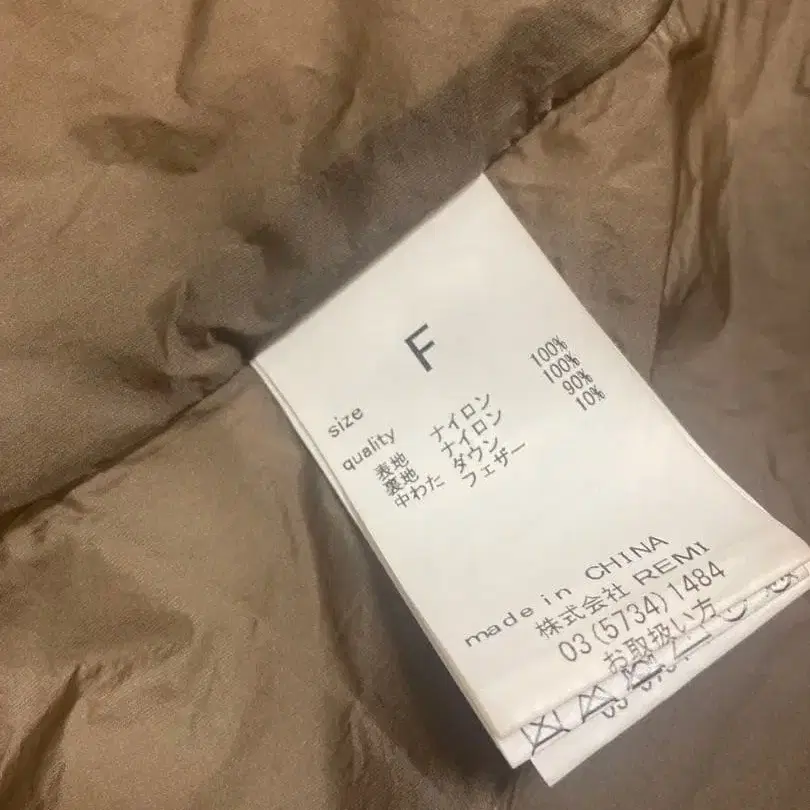 size F
quality
表地 ナイロン 100%
裏地 ナイロン 100%
中わた ダウン 90%
フェザー 10%
made in CHINA
株式会社 REMI
03(5734)1484
お取扱い方